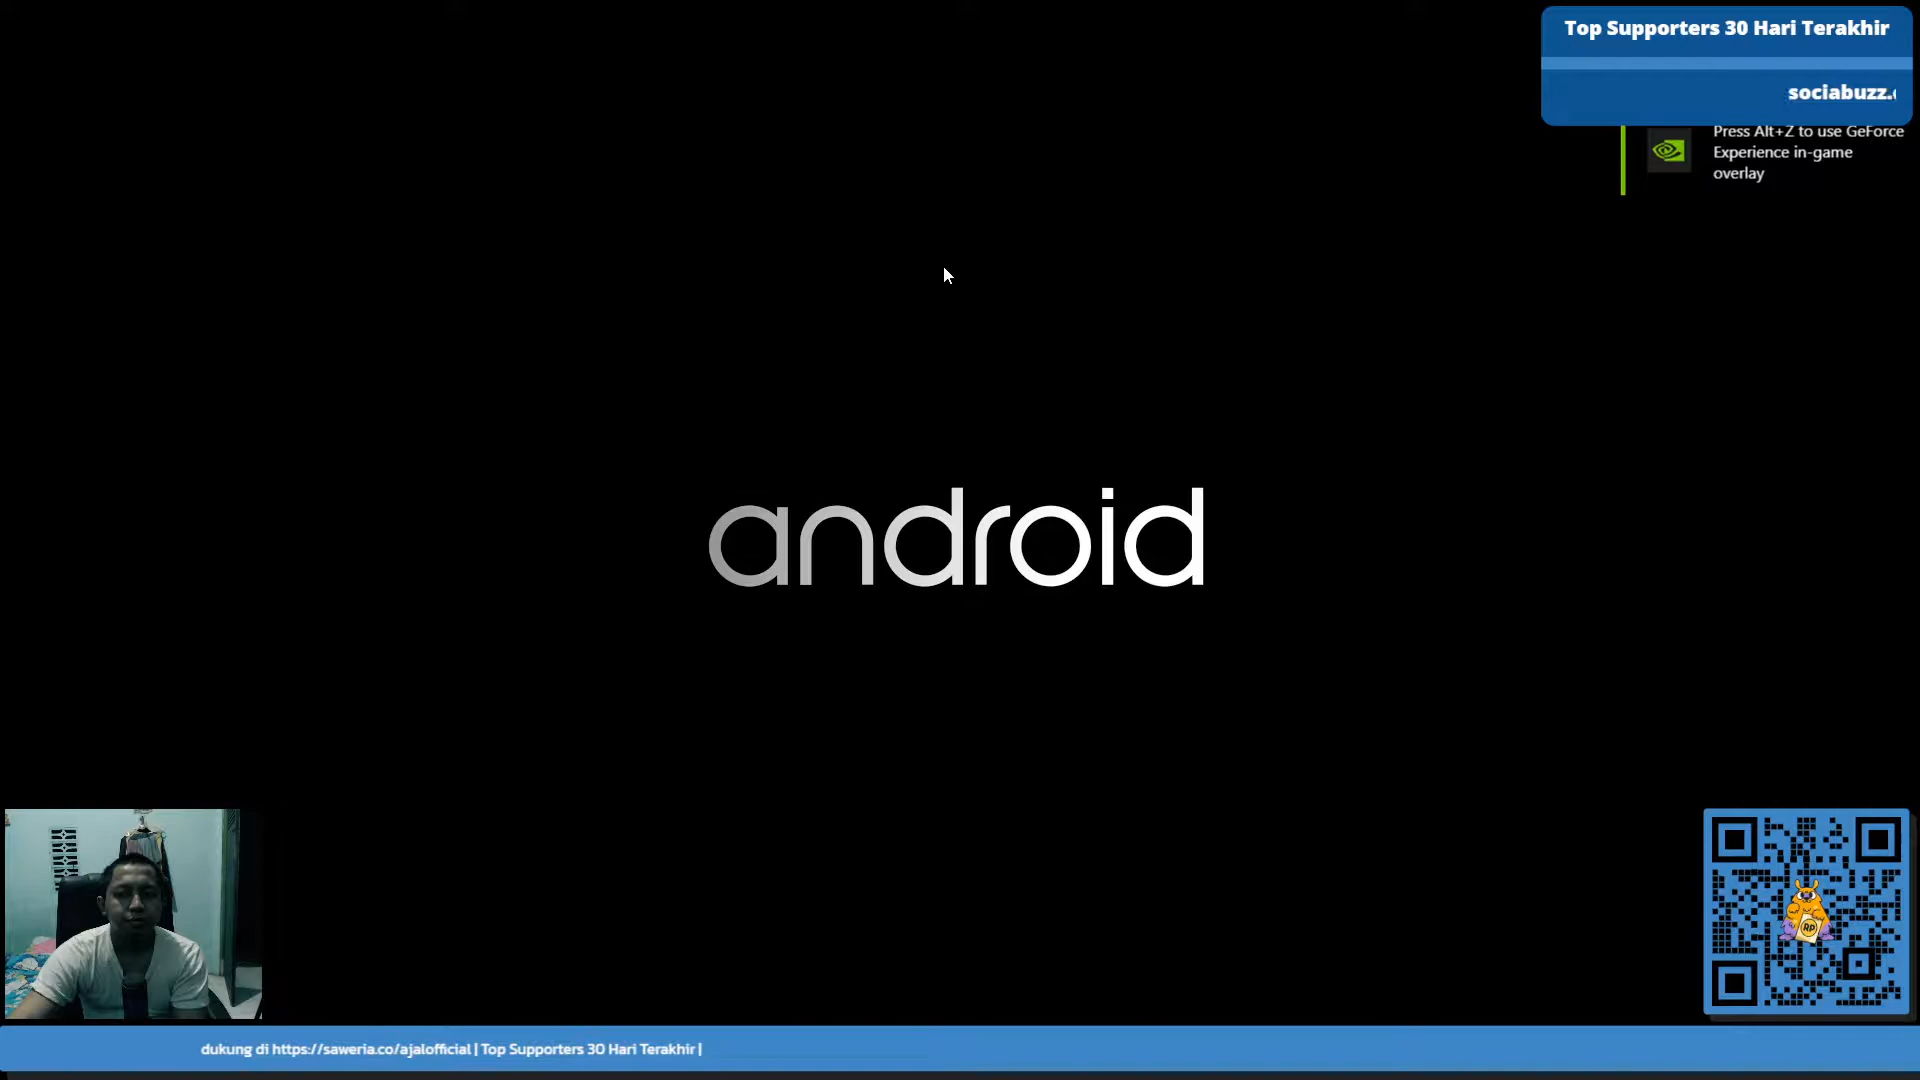 Top Supporters 30 Hari Terakhir
sociabuzz.
Press Alt+Z to use GeForce
Experience in-game
overlay
android
RP
dukung di https://saweria.co/ajalofficial | Top Supporters 30 Hari Terakhir |